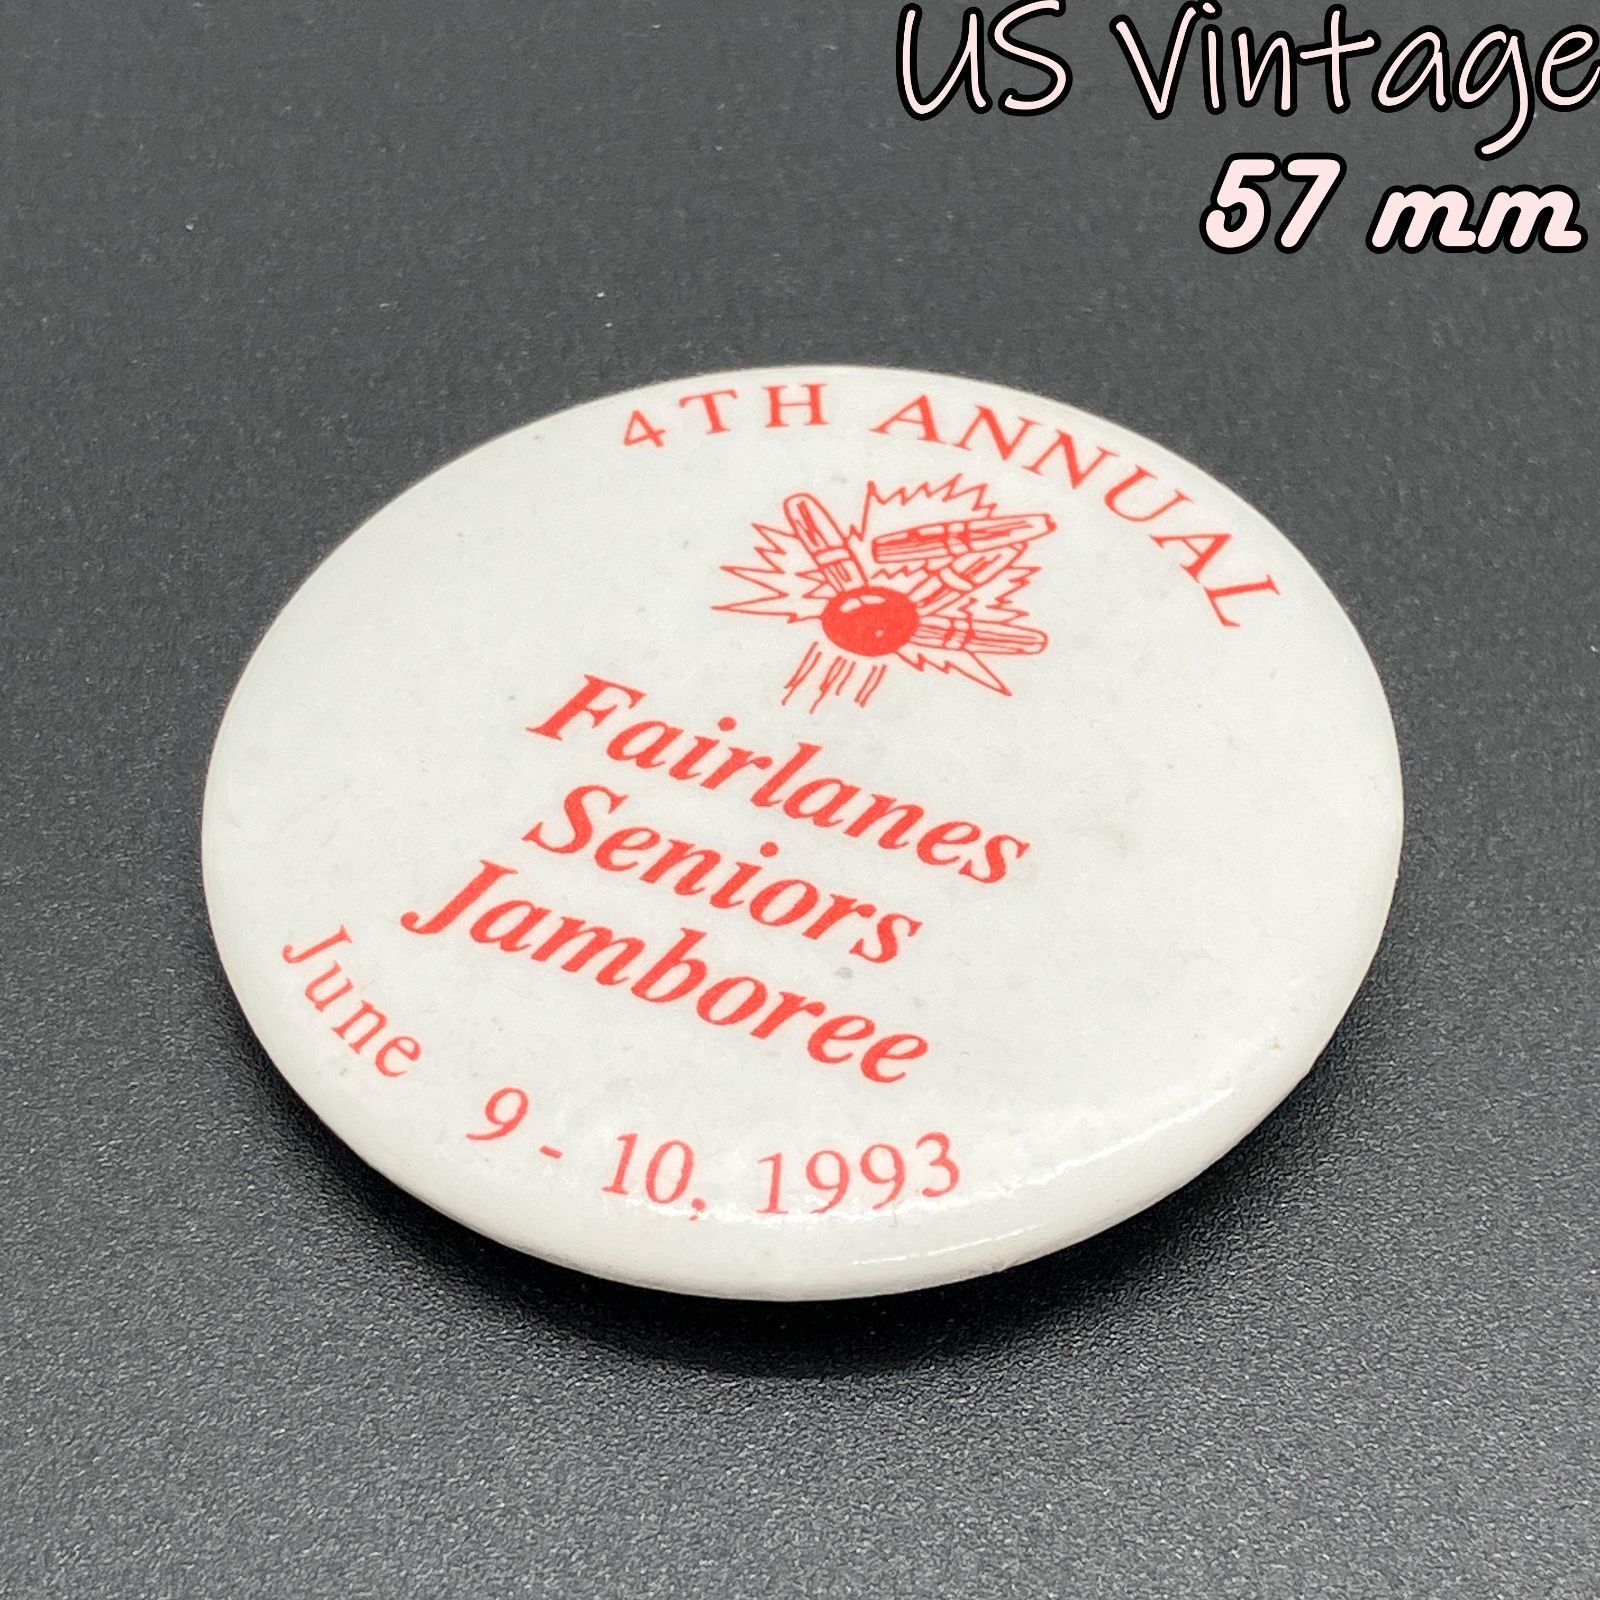 US Vintage
57 mm
4TH ANNUAL
Fairlanes
Seniors
Jamboree
June 9 - 10, 1993